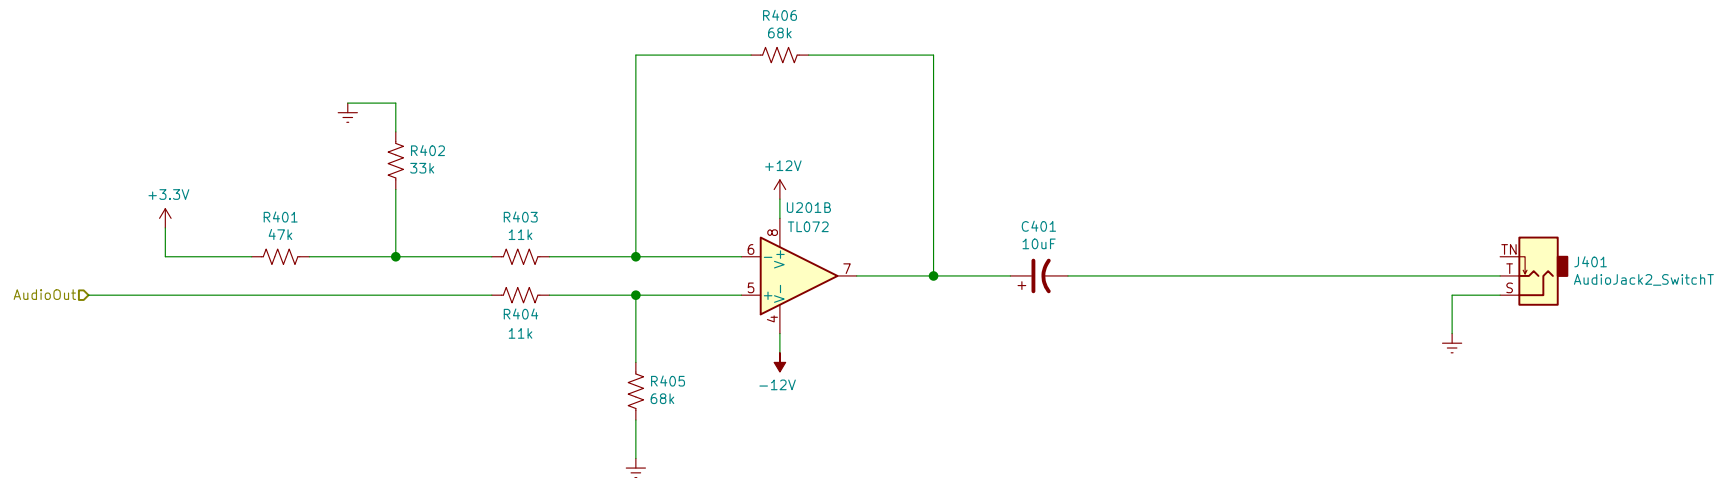 R406
68k
R402
33k
+3.3V
R401
47k
R403
11k
+12V
U201B
TL072
8
V+
6
-
7
5
+
V-
4
-12V
AudioOut
R404
11k
R405
68k
C401
10uF
+
TN
T
S
J401
AudioJack2_SwitchT